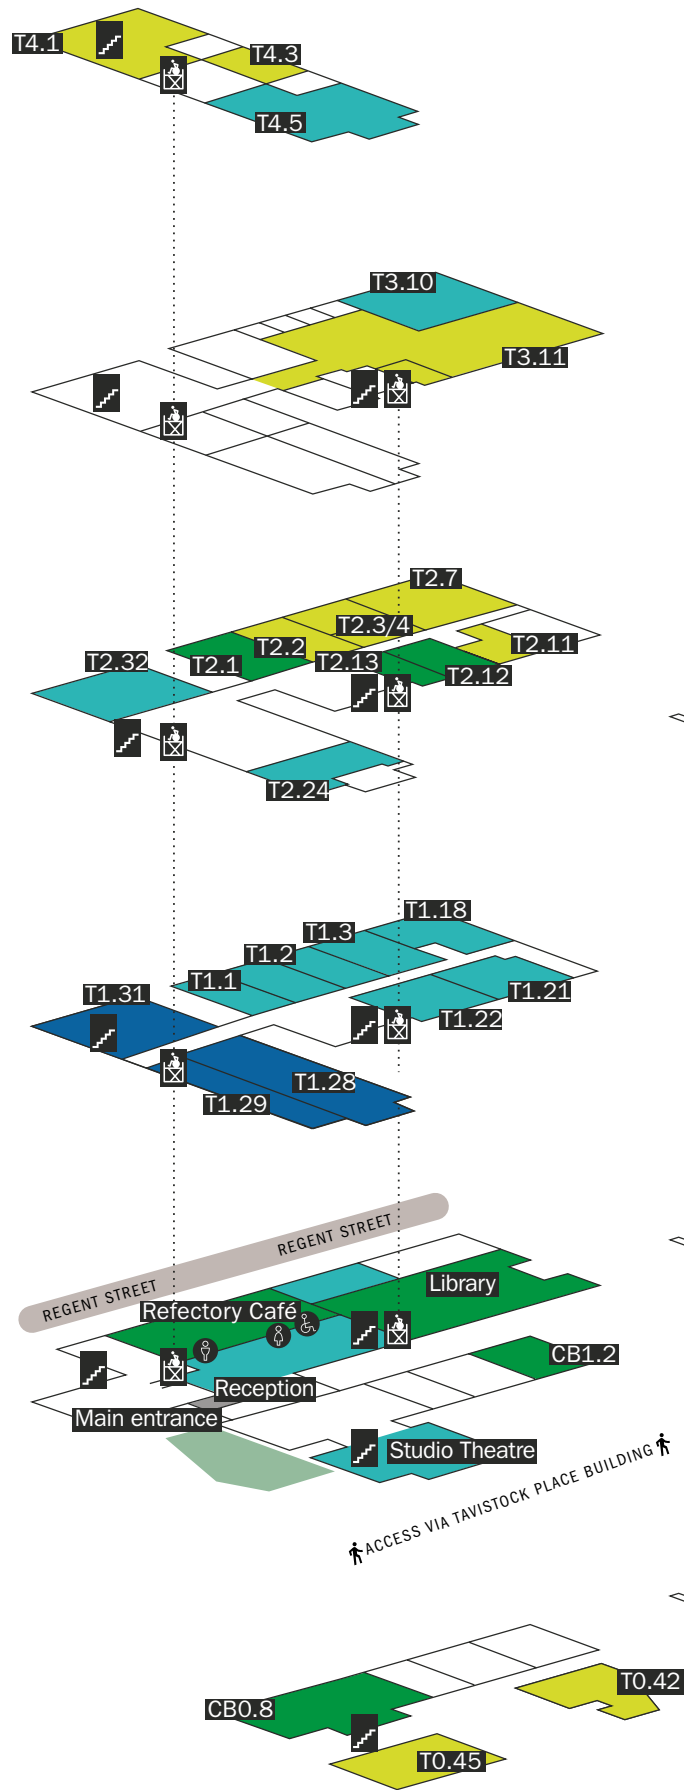 T4.1
T4.3
T4.5
T3.10
T3.11
T2.7
T2.3/4
T2.2
T2.11
T2.1
T2.13
T2.12
T2.32
T2.24
T1.18
T1.3
T1.2
T1.1
T1.21
T1.22
T1.31
T1.28
T1.29
REGENT STREET
REGENT STREET
Library
Refectory Café
CB1.2
Reception
Main entrance
Studio Theatre
ACCESS VIA TAVISTOCK PLACE BUILDING
T0.42
CB0.8
T0.45